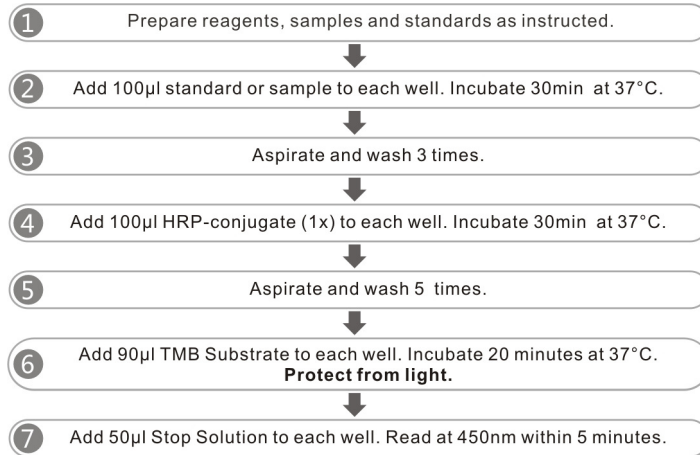 1 Prepare reagents, samples and standards as instructed.
2 Add 100μl standard or sample to each well. Incubate 30min at 37°C.
3 Aspirate and wash 3 times.
4 Add 100μl HRP-conjugate (1x) to each well. Incubate 30min at 37°C.
5 Aspirate and wash 5 times.
6 Add 90μl TMB Substrate to each well. Incubate 20 minutes at 37°C.
Protect from light.
7 Add 50μl Stop Solution to each well. Read at 450nm within 5 minutes.